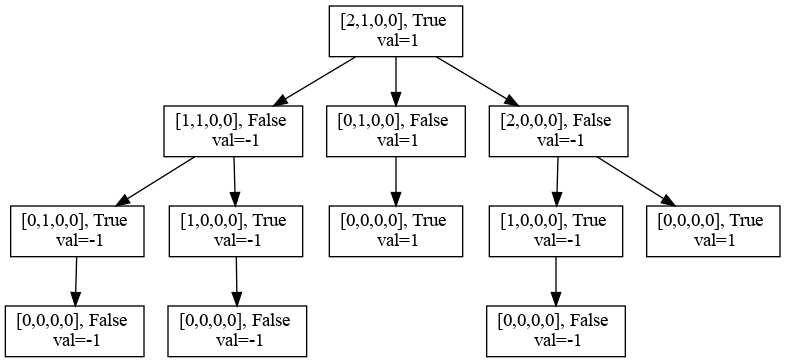 [2,1,0,0], True
val=1
[1,1,0,0], False
val=-1
[0,1,0,0], False
val=1
[2,0,0,0], False
val=-1
[0,1,0,0], True
val=-1
[1,0,0,0], True
val=-1
[0,0,0,0], True
val=1
[1,0,0,0], True
val=-1
[0,0,0,0], True
val=1
[0,0,0,0], False
val=-1
[0,0,0,0], False
val=-1
[0,0,0,0], False
val=-1